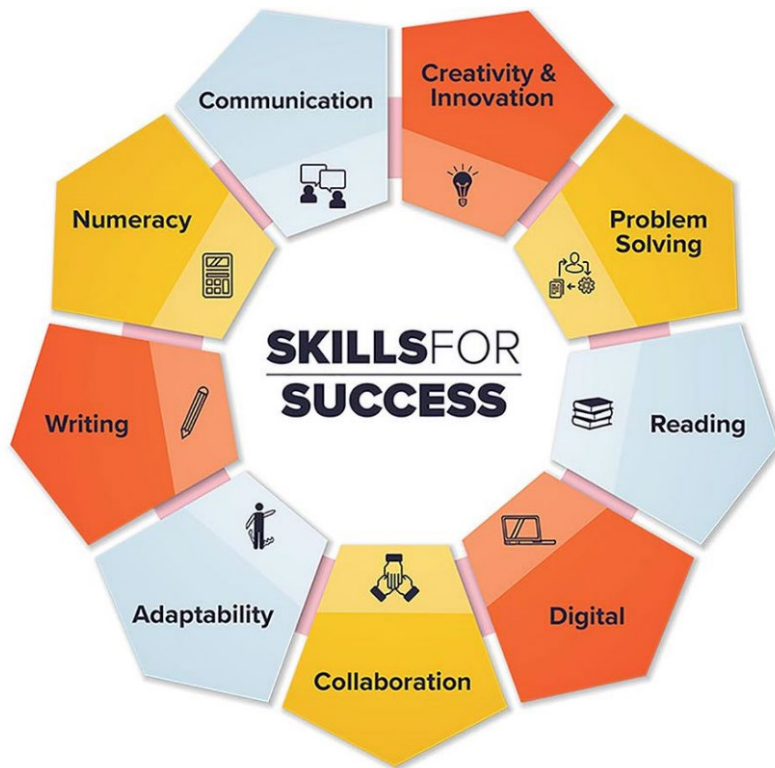 Communication
Creativity &
Innovation
Problem
Solving
Reading
Digital
Collaboration
Adaptability
Writing
Numeracy
SKILLSFOR
SUCCESS